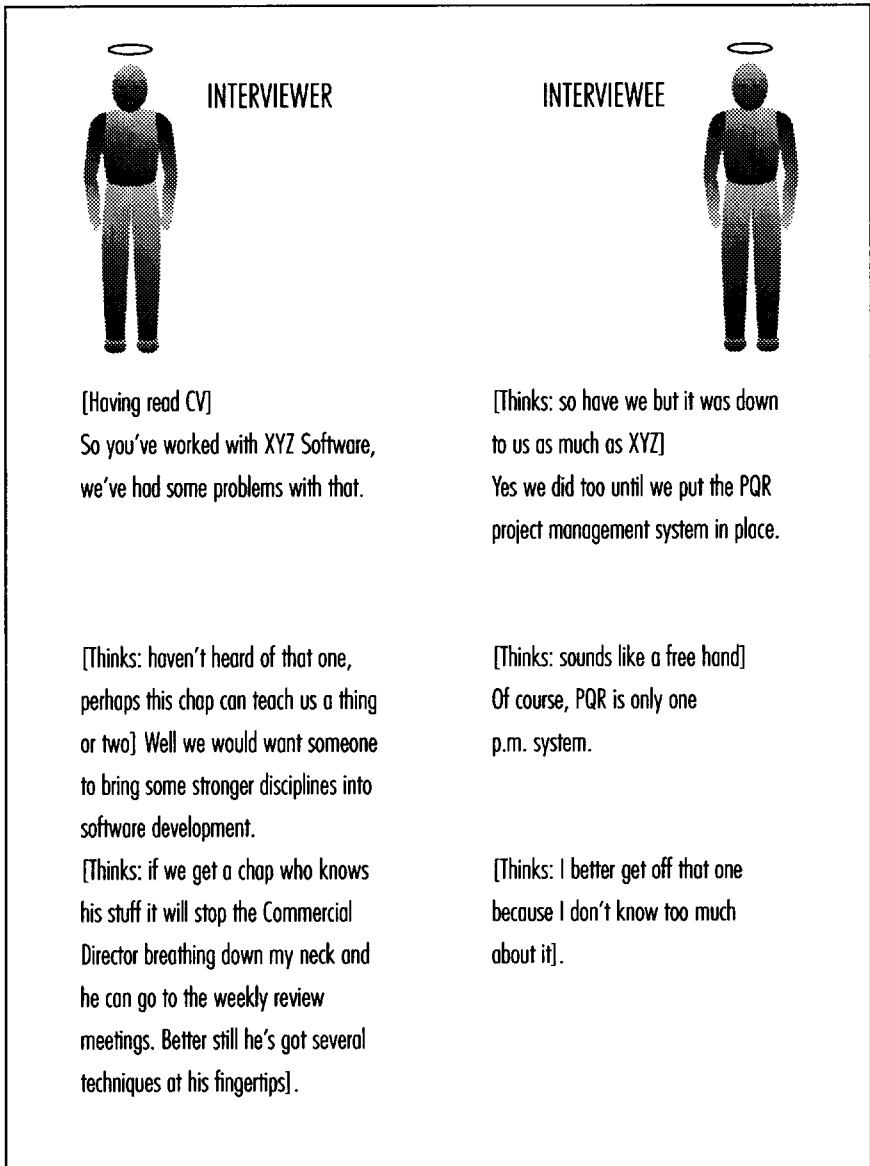 INTERVIEWER
INTERVIEWEE
[Having read CV]
So you've worked with XYZ Software,
we've had some problems with that.
[Thinks: so have we but it was down
to us as much as XYZ]
Yes we did too until we put the PQR
project management system in place.
[Thinks: haven't heard of that one,
perhaps this chap can teach us a thing
or two] Well we would want someone
to bring some stronger disciplines into
software development.
[Thinks: sounds like a free hand]
Of course, PQR is only one
p.m. system.
[Thinks: if we get a chap who knows
his stuff it will stop the Commercial
Director breathing down my neck and
he can go to the weekly review
meetings. Better still he's got several
techniques at his fingertips].
[Thinks: I better get off that one
because I don't know too much
about it].